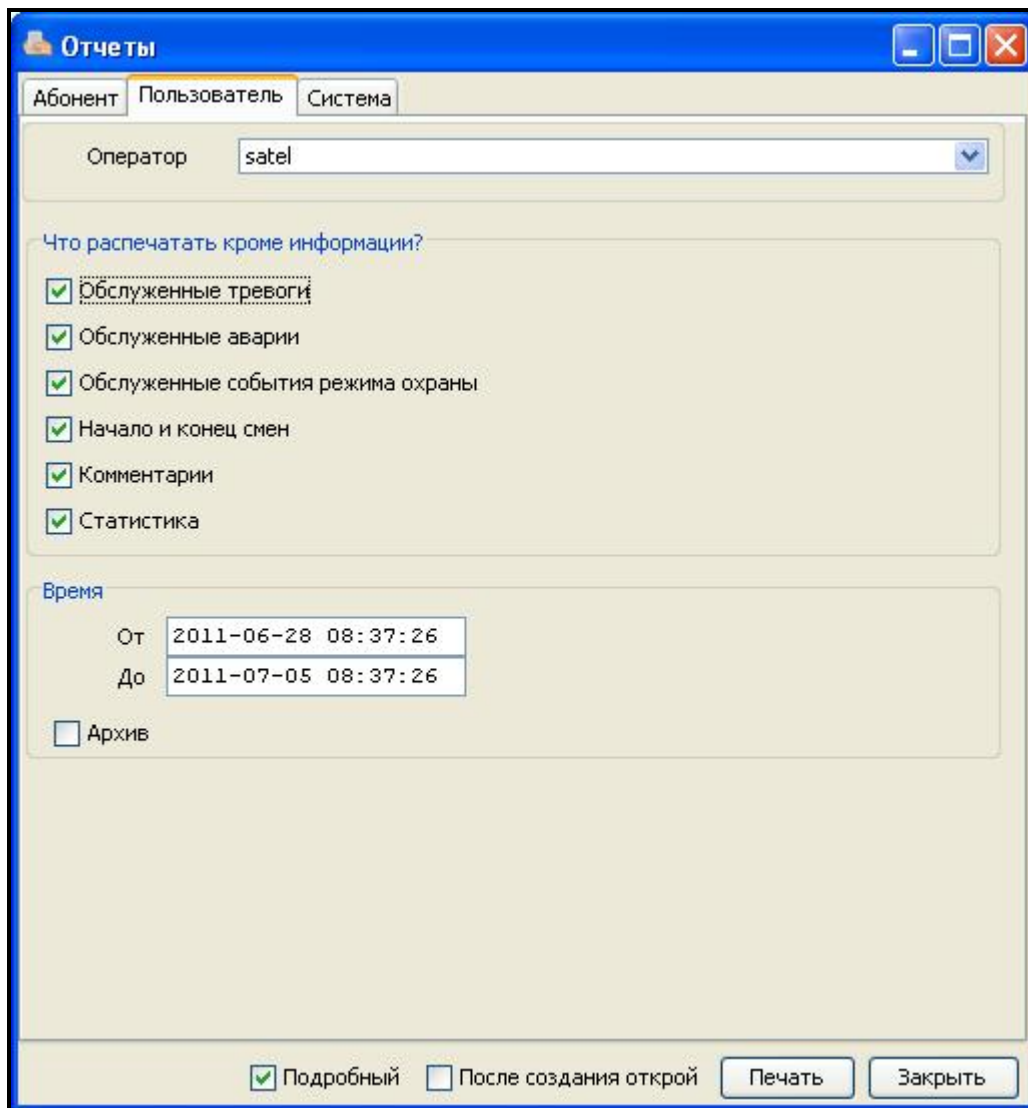 Отчеты
Абонент Пользователь Система
Оператор satel
Что распечатать кроме информации?
Обслуженные тревоги
Обслуженные аварии
Обслуженные события режима охраны
Начало и конец смен
Комментарии
Статистика
Время
От 2011-06-28 08:37:26
До 2011-07-05 08:37:26
Архив
Подробный После создания открой Печать Закрыть